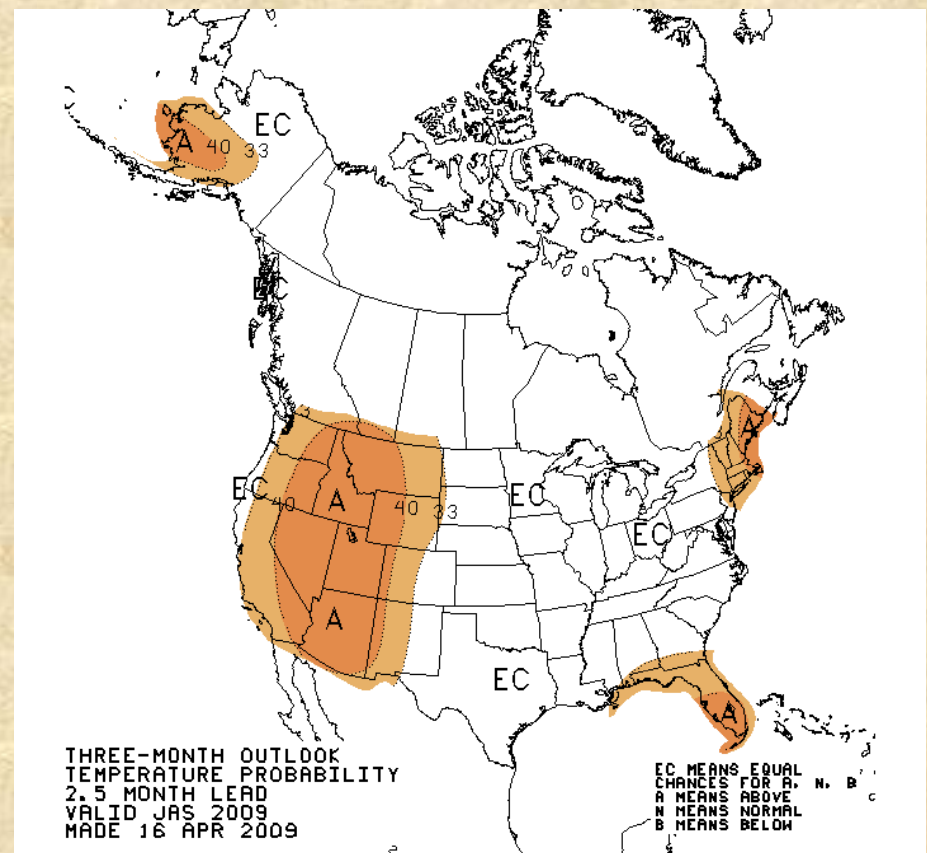 EC
A 40 33
EC
A
EC 40 A 40 33 EC
EC
A
EC
A
THREE-MONTH OUTLOOK
TEMPERATURE PROBABILITY
2.5 MONTH LEAD
VALID JAS 2009
MADE 16 APR 2009
EC MEANS EQUAL
CHANCES FOR A, N, B
A MEANS ABOVE
N MEANS NORMAL
B MEANS BELOW